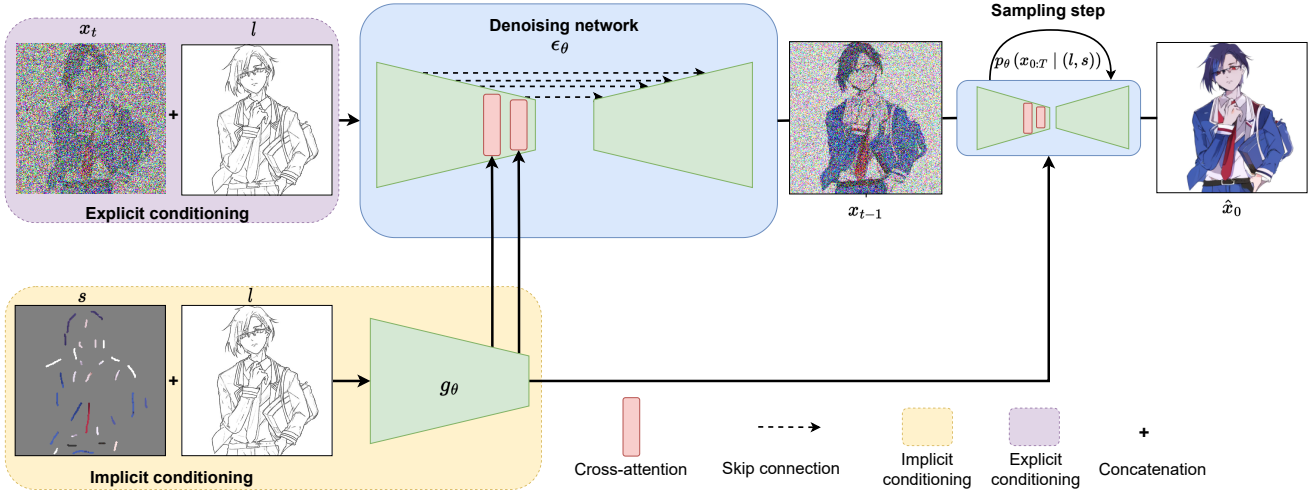 x_t
l
+
Explicit conditioning
Denoising network
ϵ_θ
x_{t−1}
Sampling step
p_θ (x_{0:T} | (l, s))
x̂_0
s
l
+
Implicit conditioning
g_θ
Cross-attention
Skip connection
Implicit
conditioning
Explicit
conditioning
+
Concatenation